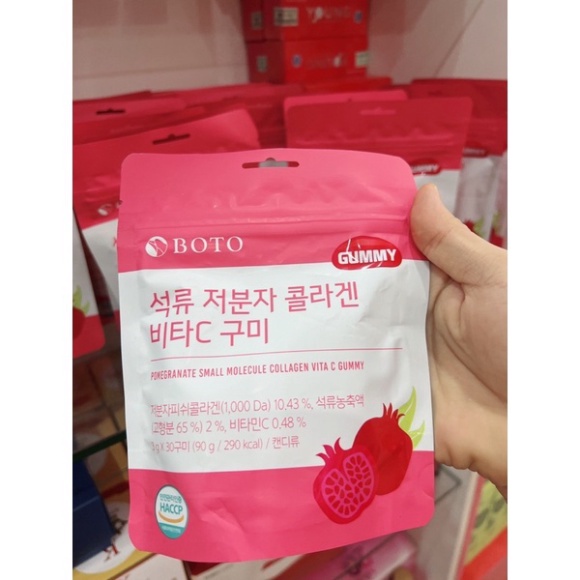 BOTO
GUMMY
석류 저분자 콜라겐
비타C 구미
POMEGRANATE SMALL MOLECULE COLLAGEN VITA C GUMMY
저분자피쉬콜라겐(1,000 Da) 10.43 %, 석류농축액
(고형분 65 %) 2 %, 비타민C 0.48 %
3 g X 30구미 (90 g / 290 kcal) / 캔디류
HACCP